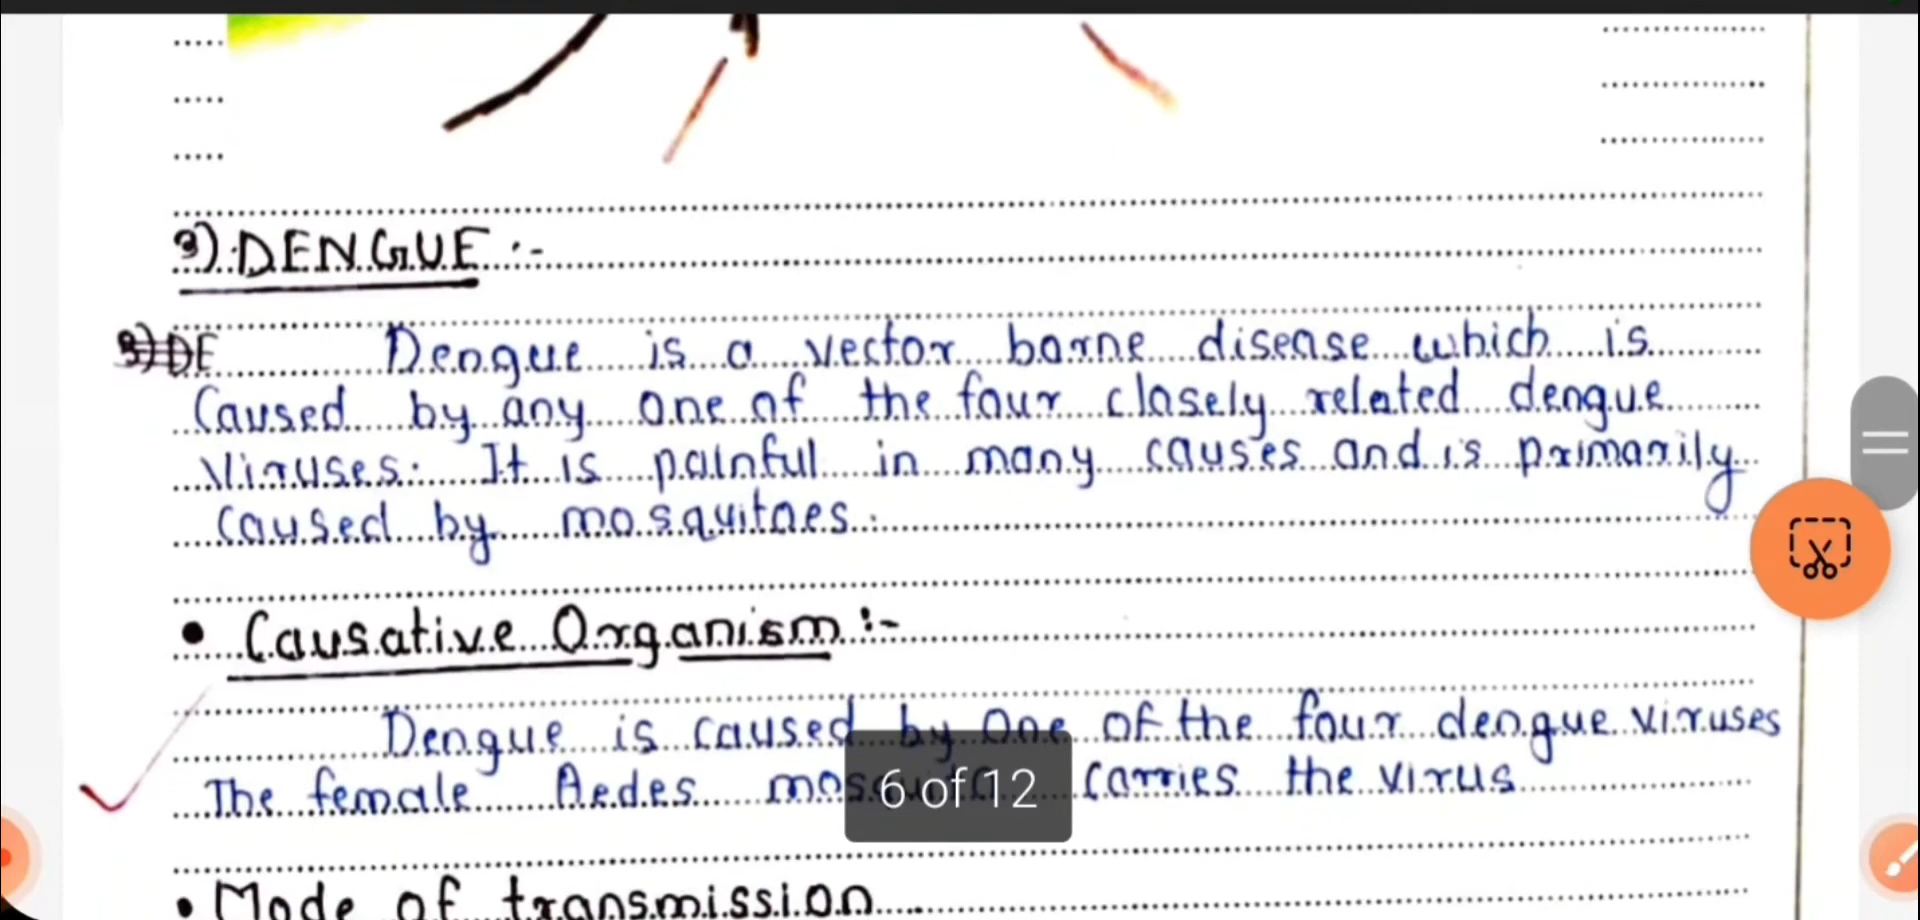 3) DENGUE :-
3) DE
Dengue is a vector borne disease which is
Caused by any one of the four closely related dengue
Viruses. It is painful in many causes and is primarily
caused by mosquitoes.
• Causative Organism :-
Dengue is caused by One of the four dengue viruses
The female Aedes carries the virus
6 of 12
• Mode of transmission